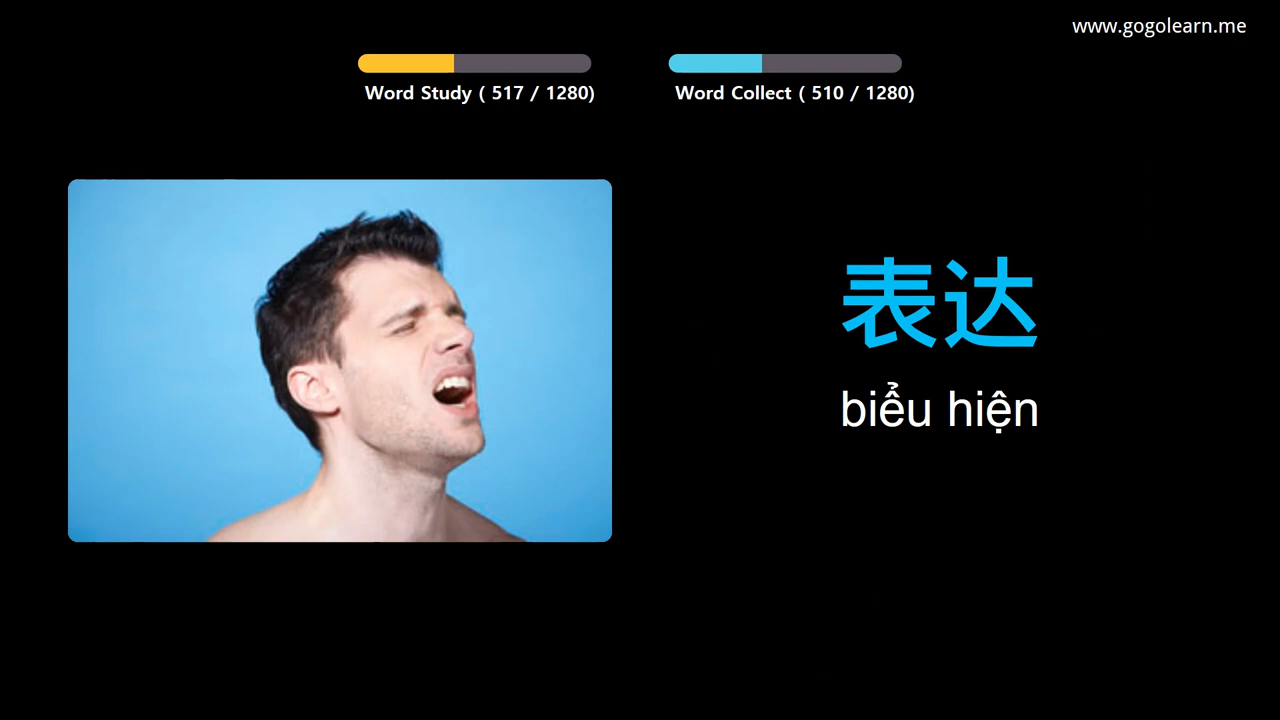 www.gogolearn.me
Word Study ( 517 / 1280)
Word Collect ( 510 / 1280)
表达
biểu hiện